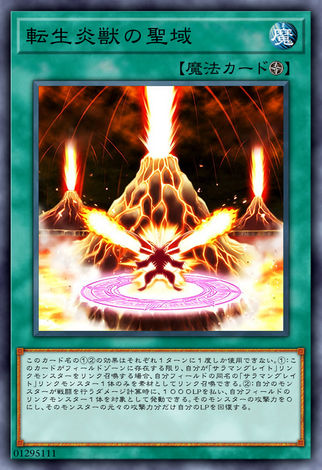 転生炎獣の聖域
魔
【魔法カード】
このカード名の①②の効果はそれぞれ１ターンに１度しか使用できない。①：こ
のカードがフィールドゾーンに存在する限り、自分が「サラマングレイト」リン
クモンスターをリンク召喚する場合、自分フィールドの同名の「サラマングレイ
ト」リンクモンスター１体のみを素材としてリンク召喚できる。②：自分のモン
スターが戦闘を行うダメージ計算時に、１０００LPを払い、自分フィールドの
リンクモンスター１体を対象として発動できる。そのモンスターの攻撃力を０に
し、そのモンスターの元々の攻撃力分だけ自分のLPを回復する。
01295111